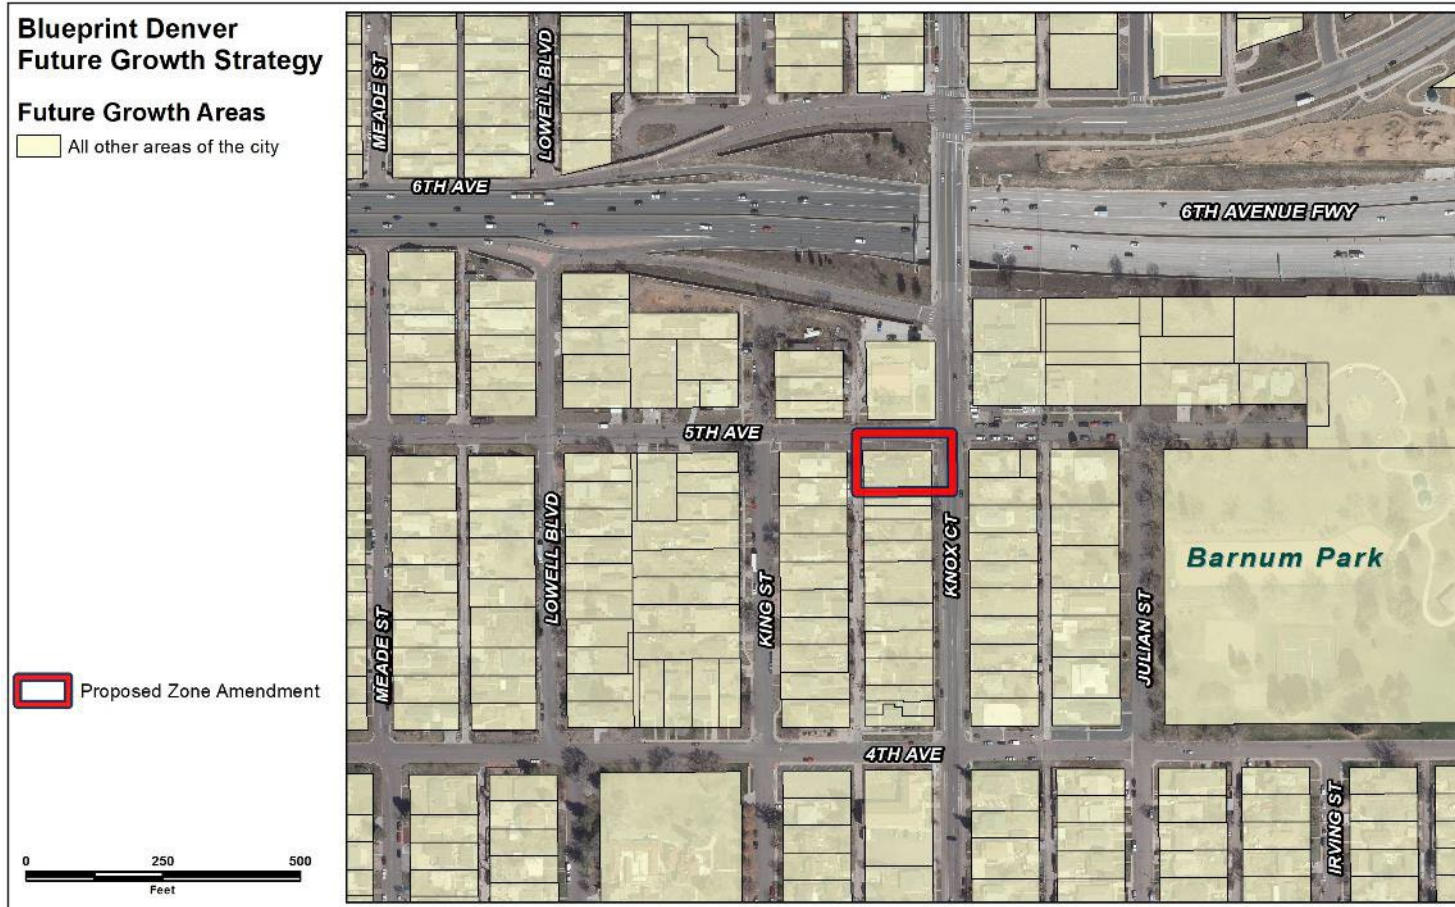 Blueprint Denver
Future Growth Strategy
Future Growth Areas
All other areas of the city
Proposed Zone Amendment
0 250 500
Feet
MEADE ST
LOWELL BLVD
6TH AVE
6TH AVENUE FWY
5TH AVE
MEADE ST
LOWELL BLVD
KING ST
KNOX CT
JULIAN ST
Barnum Park
4TH AVE
IRVING ST